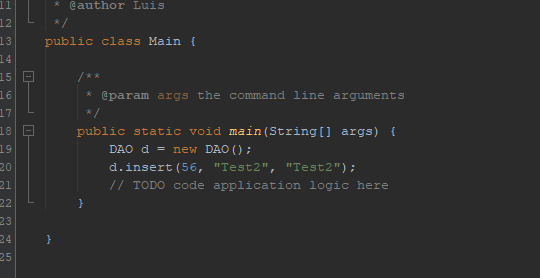 11 * @author Luis
12 */
13 public class Main {
14
15 /**
16 * @param args the command line arguments
17 */
18 public static void main(String[] args) {
19 DAO d = new DAO();
20 d.insert(56, "Test2", "Test2");
21 // TODO code application logic here
22 }
23
24 }
25